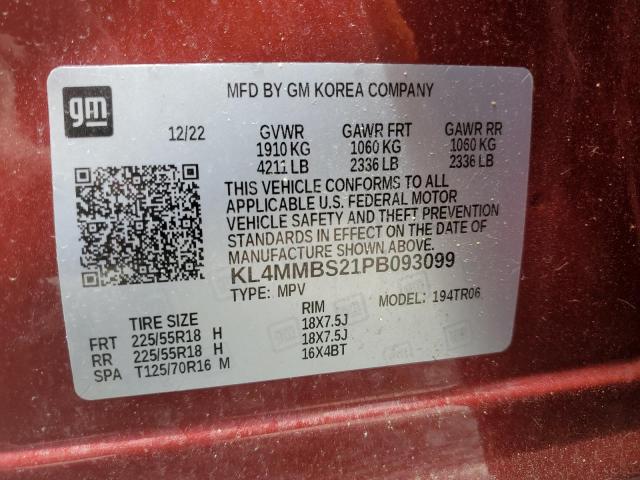 gm
MFD BY GM KOREA COMPANY
12/22 GVWR GAWR FRT GAWR RR
1910 KG 1060 KG 1060 KG
4211 LB 2336 LB 2336 LB
THIS VEHICLE CONFORMS TO ALL
APPLICABLE U.S. FEDERAL MOTOR
VEHICLE SAFETY AND THEFT PREVENTION
STANDARDS IN EFFECT ON THE DATE OF
MANUFACTURE SHOWN ABOVE.
KL4MMBS21PB093099
TYPE: MPV MODEL: 194TR06
TIRE SIZE RIM
FRT 225/55R18 H 18X7.5J
RR 225/55R18 H 18X7.5J
SPA T125/70R16 M 16X4BT